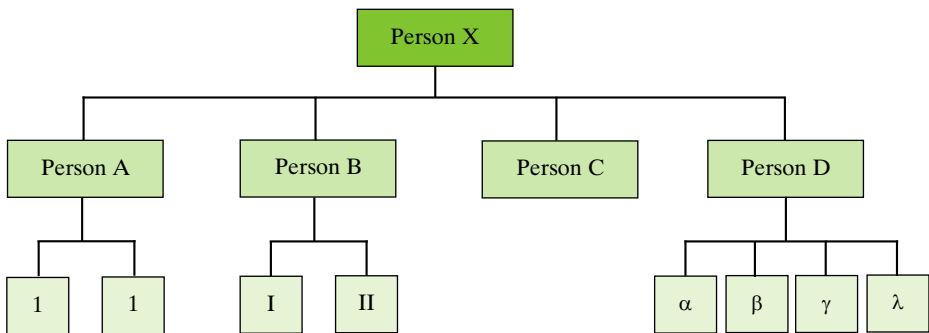 Person X
Person A
Person B
Person C
Person D
1
1
I
II
α
β
γ
λ